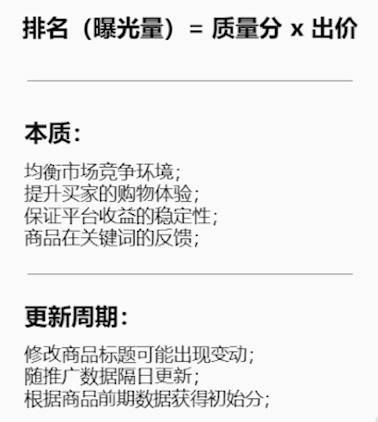 排名（曝光量）= 质量分 x 出价
本质：
均衡市场竞争环境；
提升买家的购物体验；
保证平台收益的稳定性；
商品在关键词的反馈；
更新周期：
修改商品标题可能出现变动；
随推广数据隔日更新；
根据商品前期数据获得初始分；